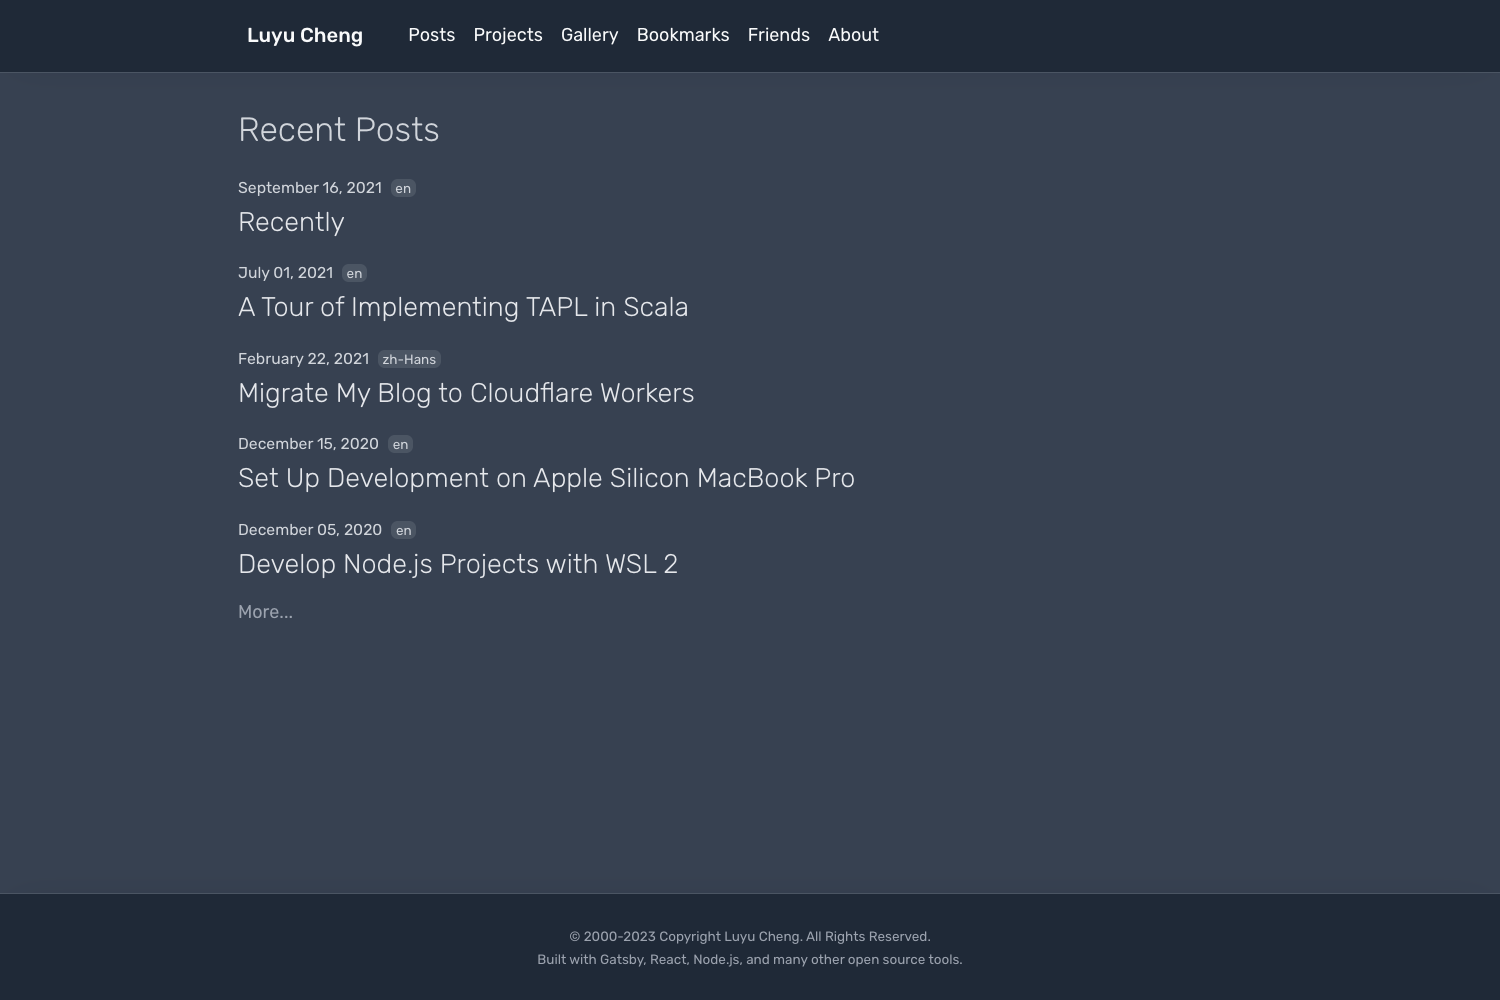 Luyu Cheng Posts Projects Gallery Bookmarks Friends About
Recent Posts
September 16, 2021 en
Recently
July 01, 2021 en
A Tour of Implementing TAPL in Scala
February 22, 2021 zh-Hans
Migrate My Blog to Cloudflare Workers
December 15, 2020 en
Set Up Development on Apple Silicon MacBook Pro
December 05, 2020 en
Develop Node.js Projects with WSL 2
More...
© 2000-2023 Copyright Luyu Cheng. All Rights Reserved.
Built with Gatsby, React, Node.js, and many other open source tools.